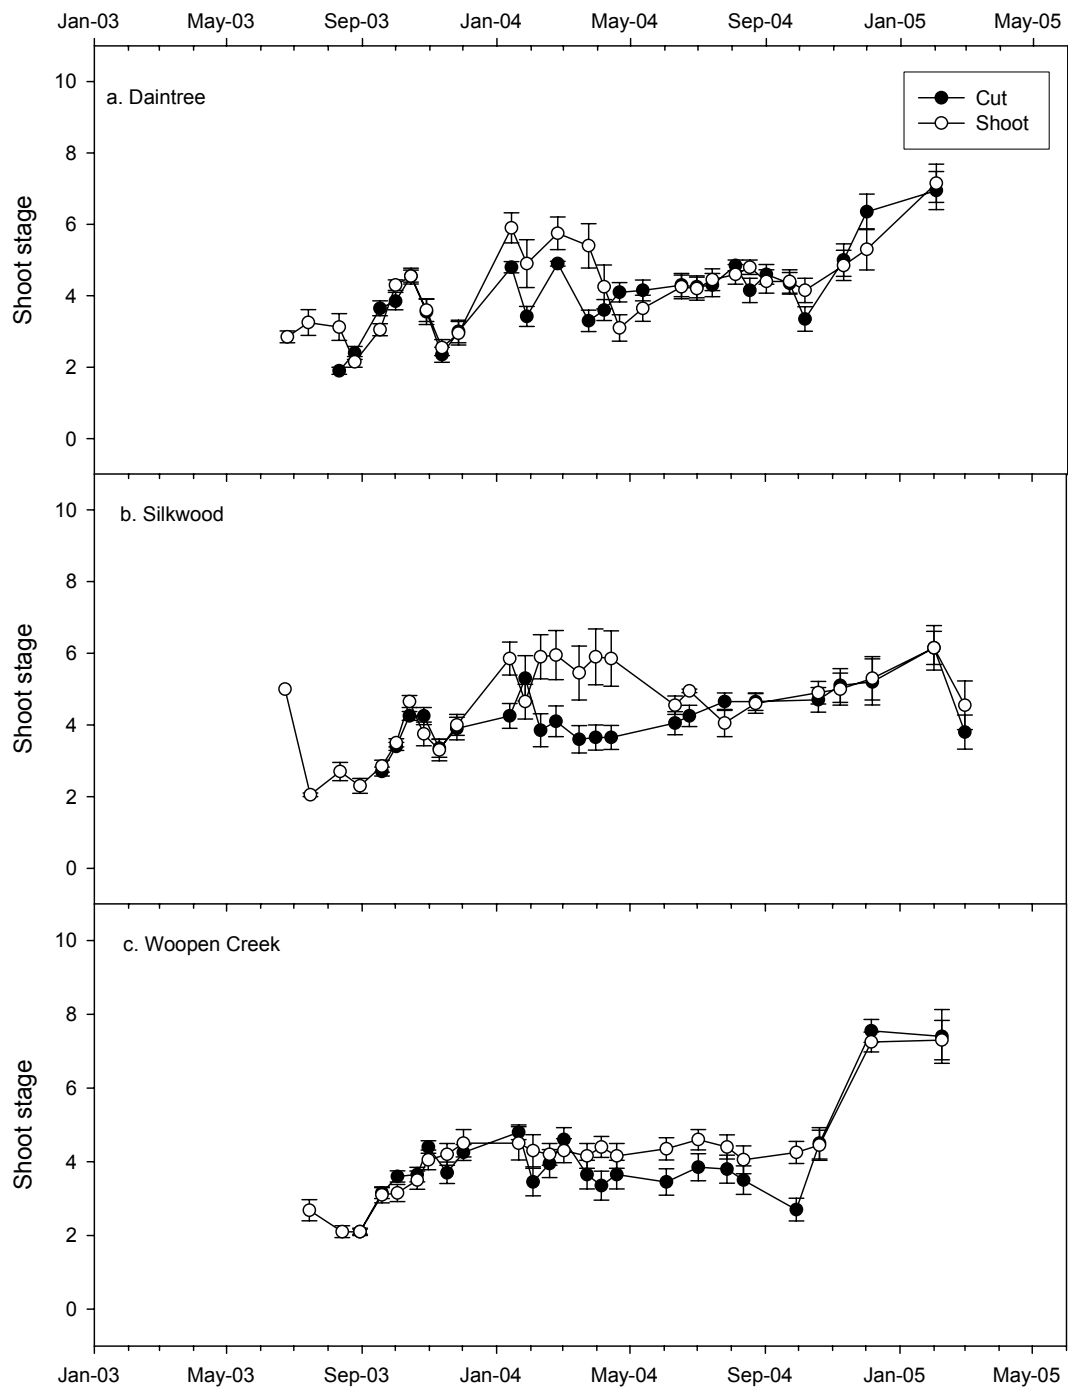 Jan-03 May-03 Sep-03 Jan-04 May-04 Sep-04 Jan-05 May-05
10
a. Daintree
Cut
Shoot
8
6
4
2
0
Shoot stage
10
b. Silkwood
8
6
4
2
0
Shoot stage
10
c. Woopen Creek
8
6
4
2
0
Shoot stage
Jan-03 May-03 Sep-03 Jan-04 May-04 Sep-04 Jan-05 May-05